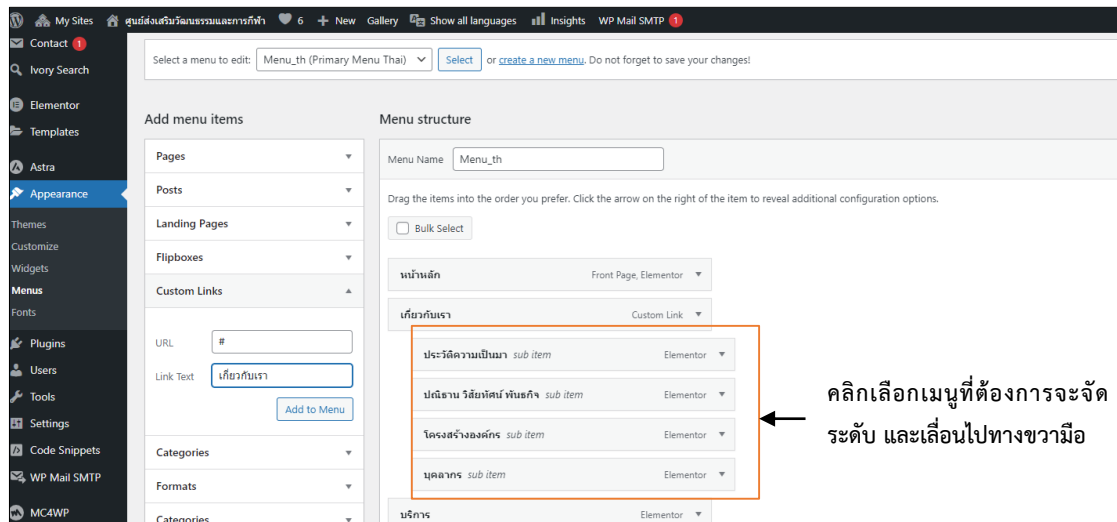 My Sites ศูนย์ส่งเสริมวัฒนธรรมและการกีฬา 6 + New Gallery Show all languages Insights WP Mail SMTP 1
Contact 1
Ivory Search
Elementor
Templates
Astra
Appearance
Themes
Customize
Widgets
Menus
Fonts
Plugins
Users
Tools
Settings
Code Snippets
WP Mail SMTP
MC4WP
Select a menu to edit: Menu_th (Primary Menu Thai) Select or create a new menu. Do not forget to save your changes!
Add menu items
Pages
Posts
Landing Pages
Flipboxes
Custom Links
URL #
Link Text เกี่ยวกับเรา
Add to Menu
Categories
Formats
Categories
Menu structure
Menu Name Menu_th
Drag the items into the order you prefer. Click the arrow on the right of the item to reveal additional configuration options.
Bulk Select
หน้าหลัก Front Page, Elementor
เกี่ยวกับเรา Custom Link
ประวัติความเป็นมา sub item Elementor
ปณิธาน วิสัยทัศน์ พันธกิจ sub item Elementor
โครงสร้างองค์กร sub item Elementor
บุคลากร sub item Elementor
บริการ Elementor
คลิกเลือกเมนูที่ต้องการจะจัด
ระดับ และเลื่อนไปทางขวามือ